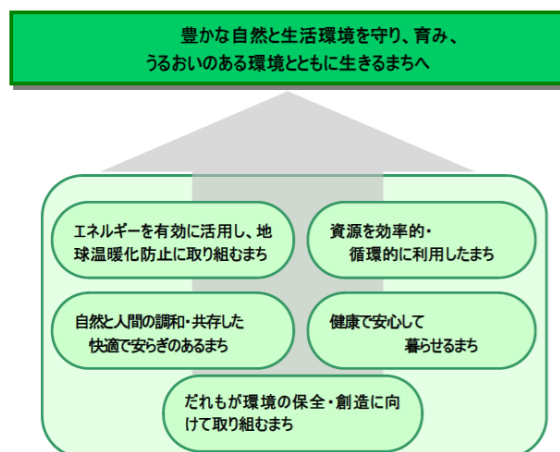 豊かな自然と生活環境を守り、育み、
うるおいのある環境とともに生きるまちへ
エネルギーを有効に活用し、地
球温暖化防止に取り組むまち
資源を効率的・
循環的に利用したまち
自然と人間の調和・共存した
快適で安らぎのあるまち
健康で安心して
暮らせるまち
だれもが環境の保全・創造に向
けて取り組むまち